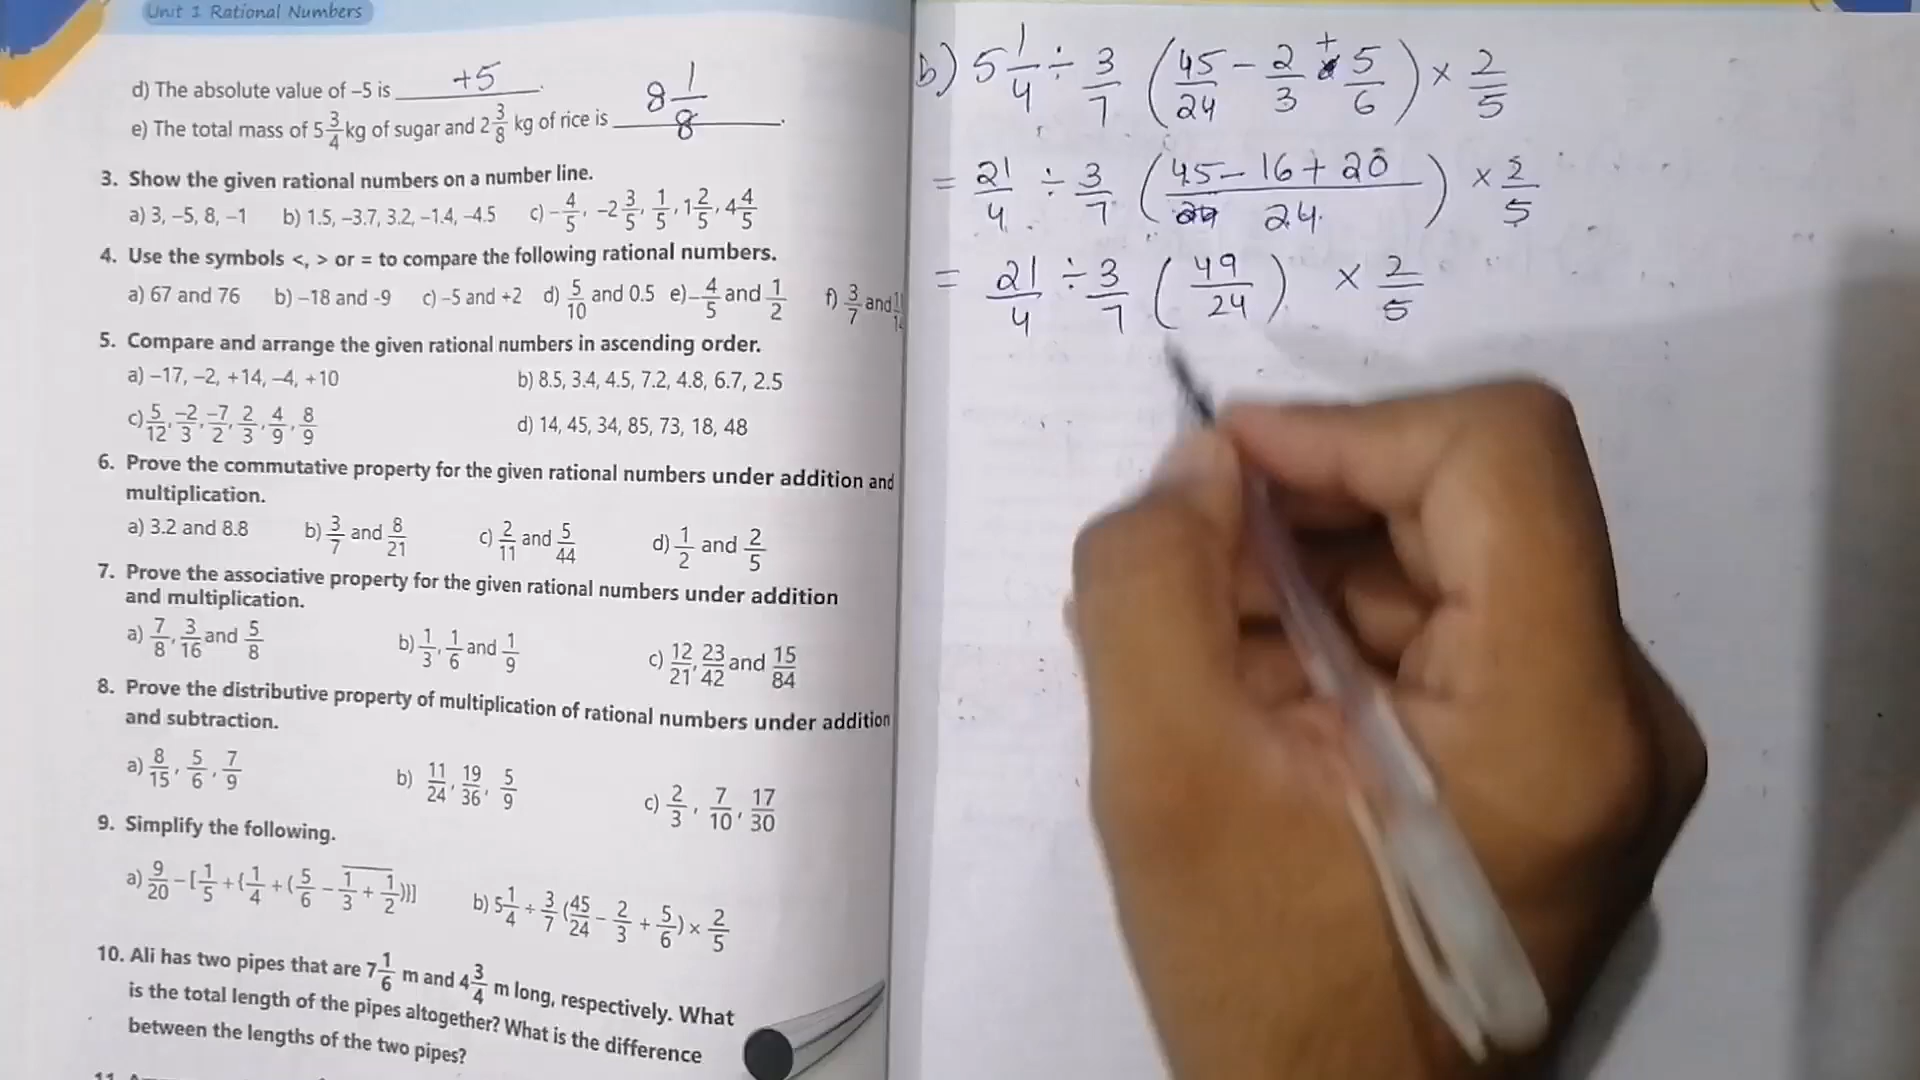 Unit 1 Rational Numbers
d) The absolute value of –5 is +5.
e) The total mass of 5 3/4 kg of sugar and 2 3/8 kg of rice is 8 1/8.
3. Show the given rational numbers on a number line.
a) 3, –5, 8, –1 b) 1.5, –3.7, 3.2, –1.4, –4.5 c) –4/5, –2 3/5, 1/5, 1 2/5, 4 4/5
4. Use the symbols <, > or = to compare the following rational numbers.
a) 67 and 76 b) –18 and -9 c) –5 and +2 d) 5/10 and 0.5 e) –4/5 and 1/2 f) 3/7 and
5. Compare and arrange the given rational numbers in ascending order.
a) –17, –2, +14, –4, +10 b) 8.5, 3.4, 4.5, 7.2, 4.8, 6.7, 2.5
c) 5/12, –2/3, –7/2, 2/3, 4/9, 8/9 d) 14, 45, 34, 85, 73, 18, 48
6. Prove the commutative property for the given rational numbers under addition and
multiplication.
a) 3.2 and 8.8 b) 3/7 and 8/21 c) 2/11 and 5/44 d) 1/2 and 2/5
7. Prove the associative property for the given rational numbers under addition
and multiplication.
a) 7/8, 3/16 and 5/8 b) 1/3, 1/6 and 1/9 c) 12/21, 23/42 and 15/84
8. Prove the distributive property of multiplication of rational numbers under addition
and subtraction.
a) 8/15, 5/6, 7/9 b) 11/24, 19/36, 5/9 c) 2/3, 7/10, 17/30
9. Simplify the following.
a) 9/20 – [1/5 + {1/4 + (5/6 – 1/3 + 1/2)}] b) 5 1/4 ÷ 3/7 (45/24 – 2/3 + 5/6) × 2/5
10. Ali has two pipes that are 7 1/6 m and 4 3/4 m long, respectively. What
is the total length of the pipes altogether? What is the difference
between the lengths of the two pipes?
b) 5 1/4 ÷ 3/7 (45/24 – 2/3 + 5/6) × 2/5
= 21/4 ÷ 3/7 (45 – 16 + 20 / 24) × 2/5
= 21/4 ÷ 3/7 (49/24) × 2/5